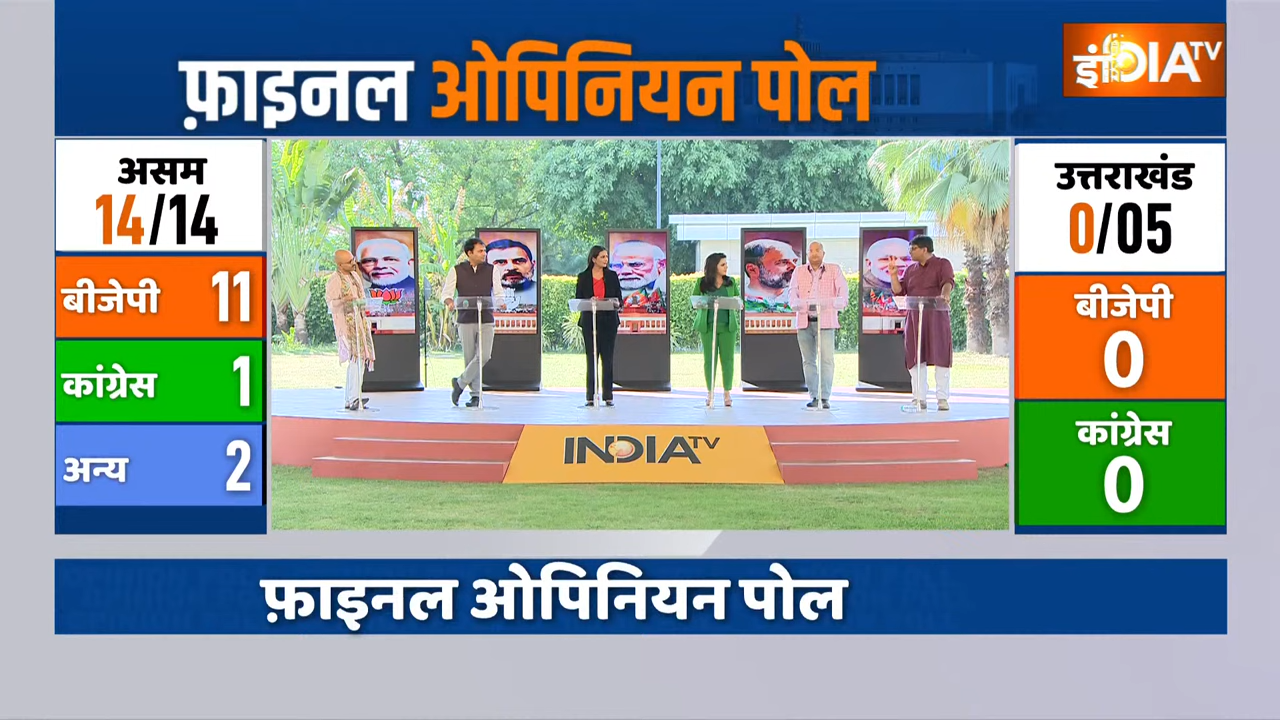 फ़ाइनल ओपिनियन पोल
इंDIA TV
असम
14/14
बीजेपी 11
कांग्रेस 1
अन्य 2
INDIA TV
उत्तराखंड
0/05
बीजेपी
0
कांग्रेस
0
फ़ाइनल ओपिनियन पोल